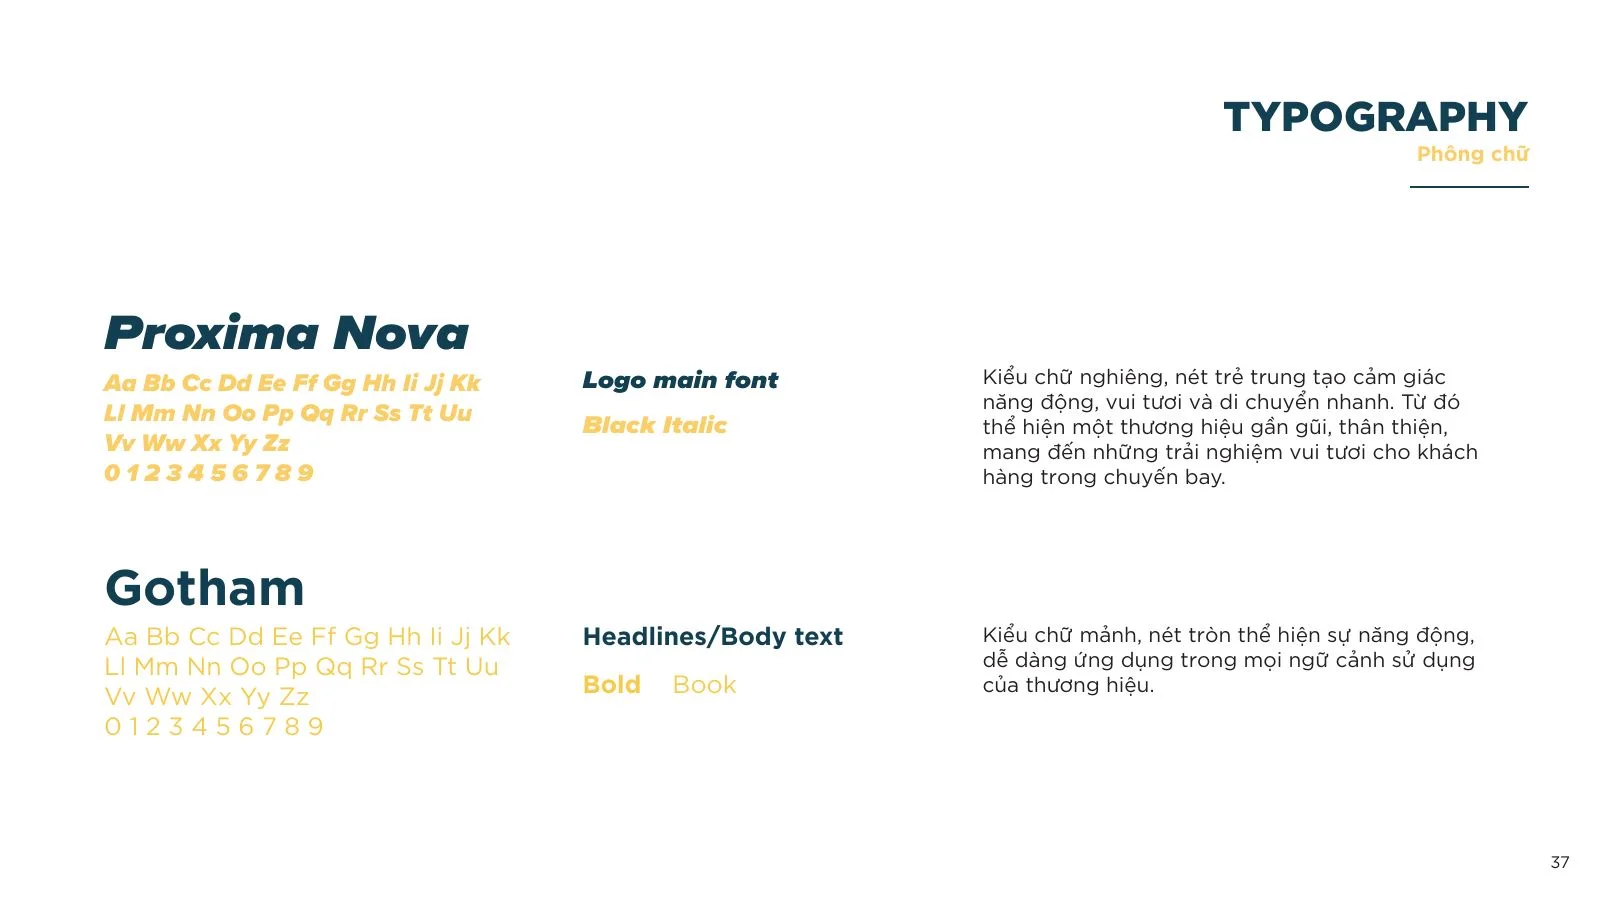 TYPOGRAPHY
Phông chữ
Proxima Nova
Aa Bb Cc Dd Ee Ff Gg Hh Ii Jj Kk
Ll Mm Nn Oo Pp Qq Rr Ss Tt Uu
Vv Ww Xx Yy Zz
0 1 2 3 4 5 6 7 8 9
Logo main font
Black Italic
Kiểu chữ nghiêng, nét trẻ trung tạo cảm giác
năng động, vui tươi và di chuyển nhanh. Từ đó
thể hiện một thương hiệu gần gũi, thân thiện,
mang đến những trải nghiệm vui tươi cho khách
hàng trong chuyến bay.
Gotham
Aa Bb Cc Dd Ee Ff Gg Hh Ii Jj Kk
Ll Mm Nn Oo Pp Qq Rr Ss Tt Uu
Vv Ww Xx Yy Zz
0 1 2 3 4 5 6 7 8 9
Headlines/Body text
Bold Book
Kiểu chữ mảnh, nét tròn thể hiện sự năng động,
dễ dàng ứng dụng trong mọi ngữ cảnh sử dụng
của thương hiệu.
37